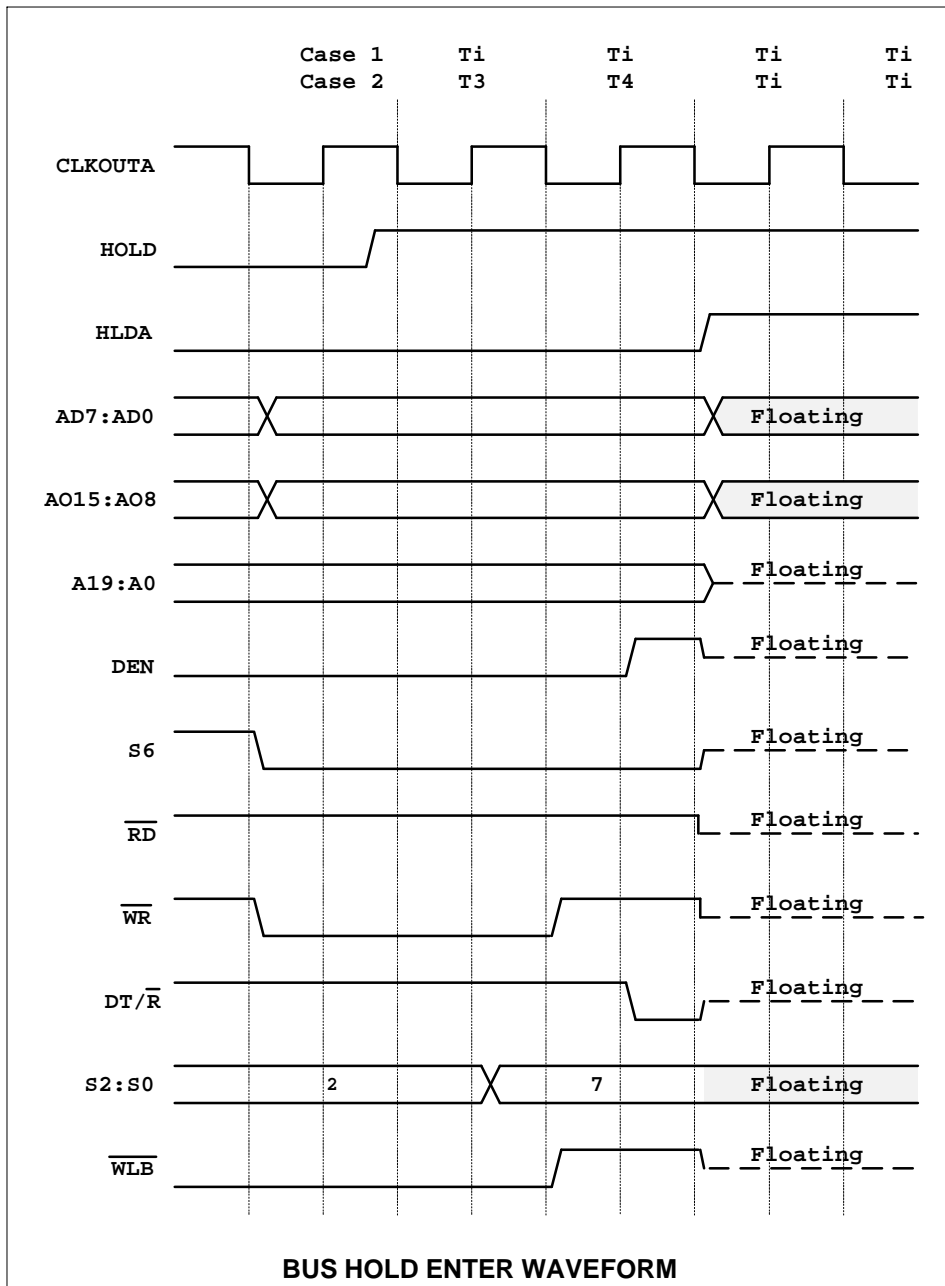 Case 1 Ti Ti Ti Ti
Case 2 T3 T4 Ti Ti
CLKOUTA
HOLD
HLDA
AD7:AD0 Floating
AO15:AO8 Floating
A19:A0 Floating
DEN Floating
S6 Floating
RD Floating
WR Floating
DT/R Floating
S2:S0 2 7 Floating
WLB Floating
BUS HOLD ENTER WAVEFORM